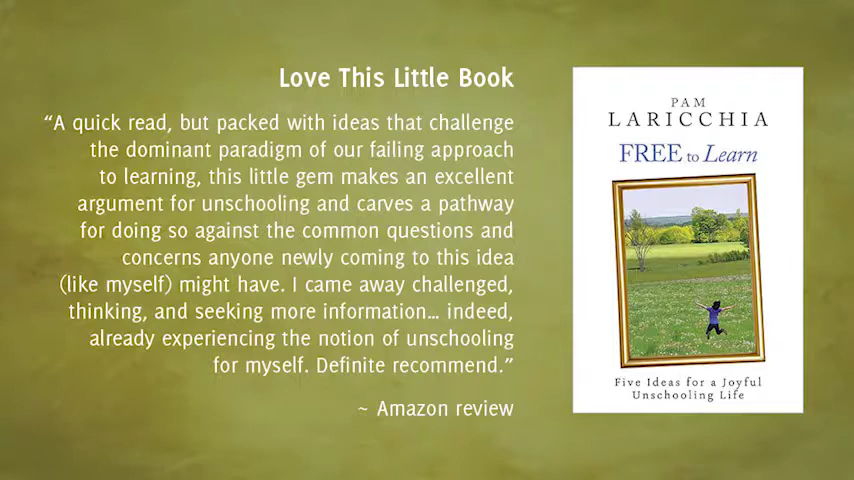 Love This Little Book
“A quick read, but packed with ideas that challenge
the dominant paradigm of our failing approach
to learning, this little gem makes an excellent
argument for unschooling and carves a pathway
for doing so against the common questions and
concerns anyone newly coming to this idea
(like myself) might have. I came away challenged,
thinking, and seeking more information... indeed,
already experiencing the notion of unschooling
for myself. Definite recommend.”
~ Amazon review
PAM
LARICCHIA
FREE to Learn
Five Ideas for a Joyful
Unschooling Life